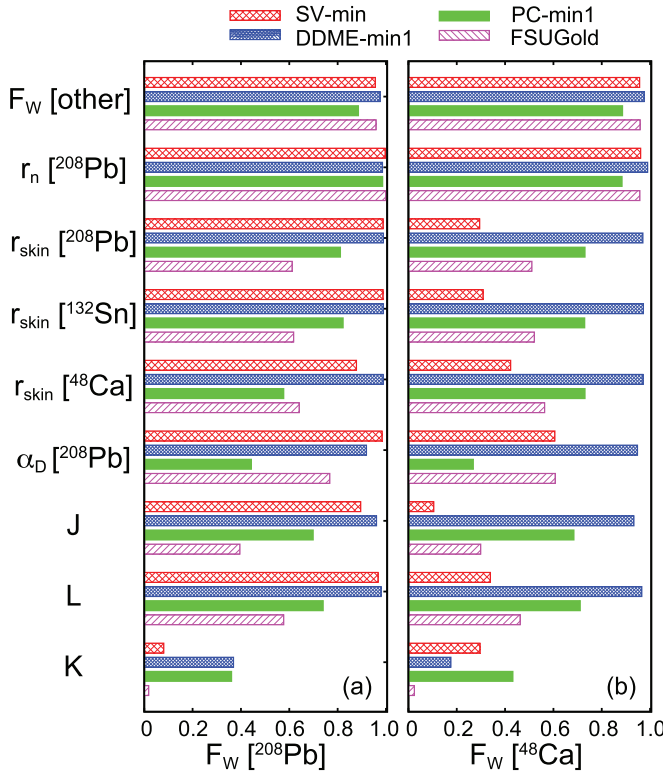 SV-min PC-min1
DDME-min1 FSUGold
F_W [other]
r_n [²⁰⁸Pb]
r_skin [²⁰⁸Pb]
r_skin [¹³²Sn]
r_skin [⁴⁸Ca]
α_D [²⁰⁸Pb]
J
L
K
(a) (b)
0 0.2 0.4 0.6 0.8 1.0 0 0.2 0.4 0.6 0.8 1.0
F_W [²⁰⁸Pb] F_W [⁴⁸Ca]